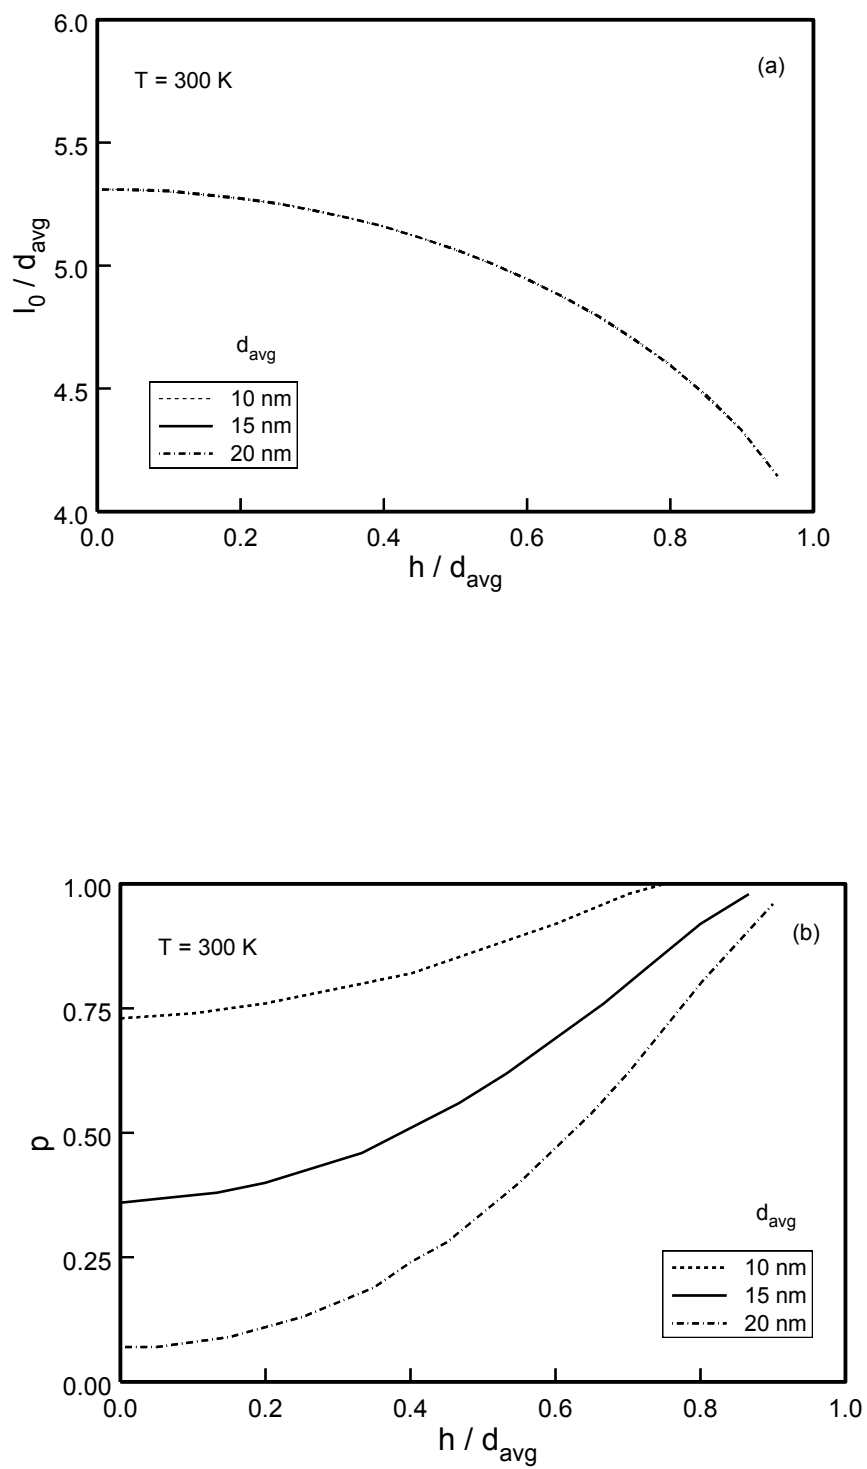 6.0
(a)
T = 300 K
5.5
5.0
l0 / davg
davg
10 nm
15 nm
20 nm
4.5
4.0
0.0 0.2 0.4 0.6 0.8 1.0
h / davg
1.00
(b)
T = 300 K
0.75
0.50
p
davg
10 nm
15 nm
20 nm
0.25
0.00
0.0 0.2 0.4 0.6 0.8 1.0
h / davg